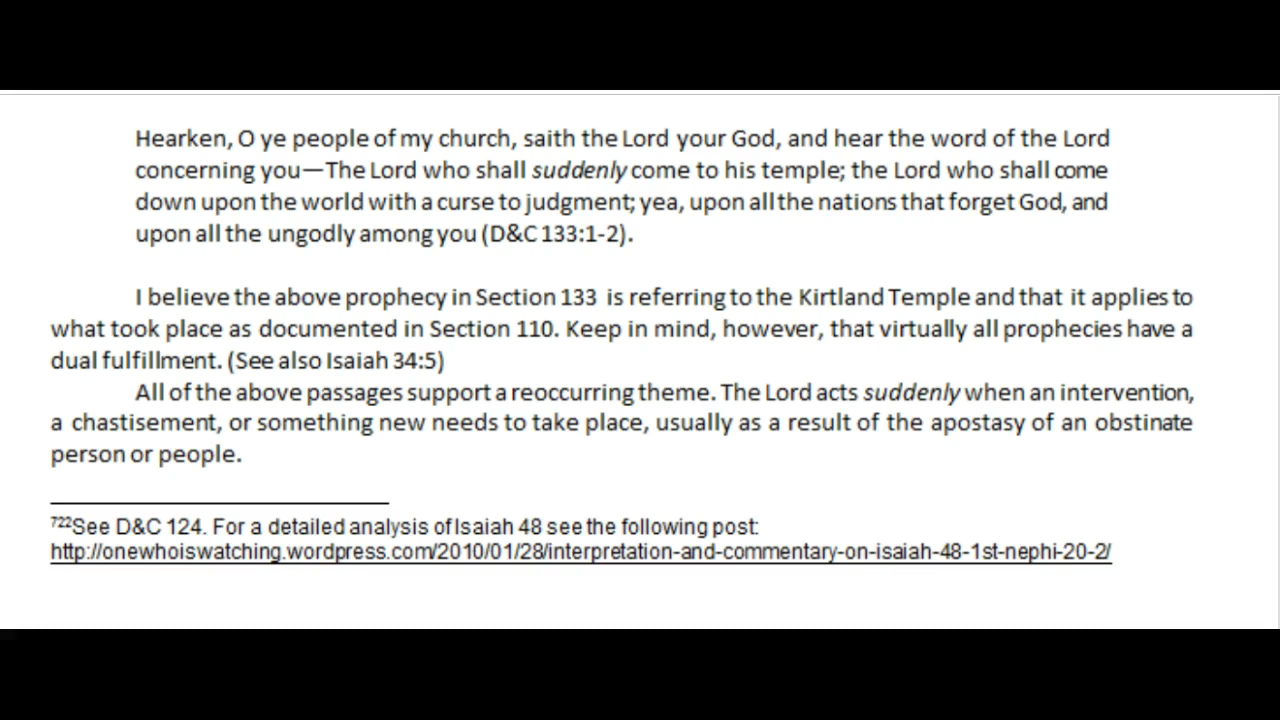 Hearken, O ye people of my church, saith the Lord your God, and hear the word of the Lord
concerning you—The Lord who shall suddenly come to his temple; the Lord who shall come
down upon the world with a curse to judgment; yea, upon all the nations that forget God, and
upon all the ungodly among you (D&C 133:1-2).
I believe the above prophecy in Section 133 is referring to the Kirtland Temple and that it applies to
what took place as documented in Section 110. Keep in mind, however, that virtually all prophecies have a
dual fulfillment. (See also Isaiah 34:5)
All of the above passages support a reoccurring theme. The Lord acts suddenly when an intervention,
a chastisement, or something new needs to take place, usually as a result of the apostasy of an obstinate
person or people.
722See D&C 124. For a detailed analysis of Isaiah 48 see the following post:
http://onewhoiswatching.wordpress.com/2010/01/28/interpretation-and-commentary-on-isaiah-48-1st-nephi-20-2/